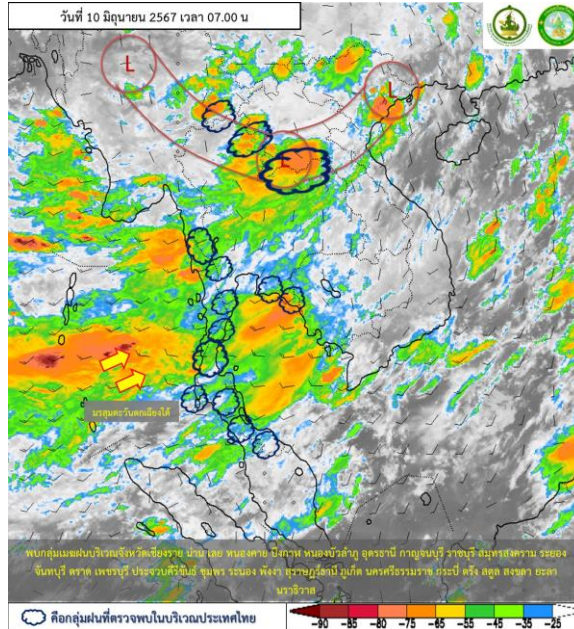 วันที่ 10 มิถุนายน 2567 เวลา 07.00 น
L
L
L
มรสุมตะวันตกเฉียงใต้
พบกลุ่มเมฆฝนบริเวณจังหวัดเชียงราย น่าน เลย หนองคาย บึงกาฬ หนองบัวลำภู อุดรธานี กาญจนบุรี ราชบุรี สมุทรสงคราม ระยอง
จันทบุรี ตราด เพชรบุรี ประจวบคีรีขันธ์ ชุมพร ระนอง พังงา สุราษฎร์ธานี ภูเก็ต นครศรีธรรมราช กระบี่ ตรัง สตูล สงขลา ยะลา
นราธิวาส
คือกลุ่มฝนที่ตรวจพบในบริเวณประเทศไทย
-90 -85 -80 -75 -65 -55 -45 -35 -25